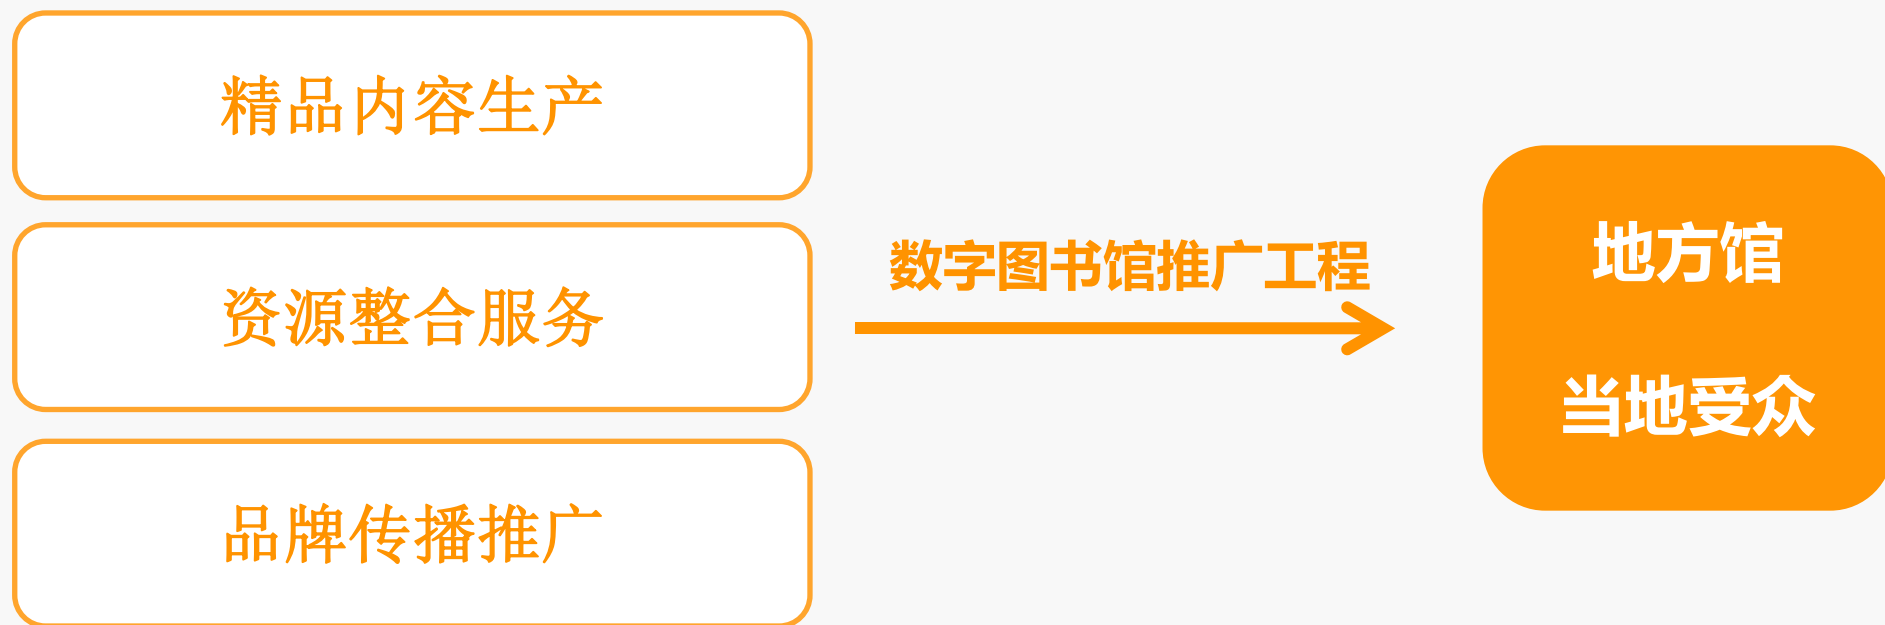 精品内容生产
资源整合服务
品牌传播推广
数字图书馆推广工程
地方馆
当地受众